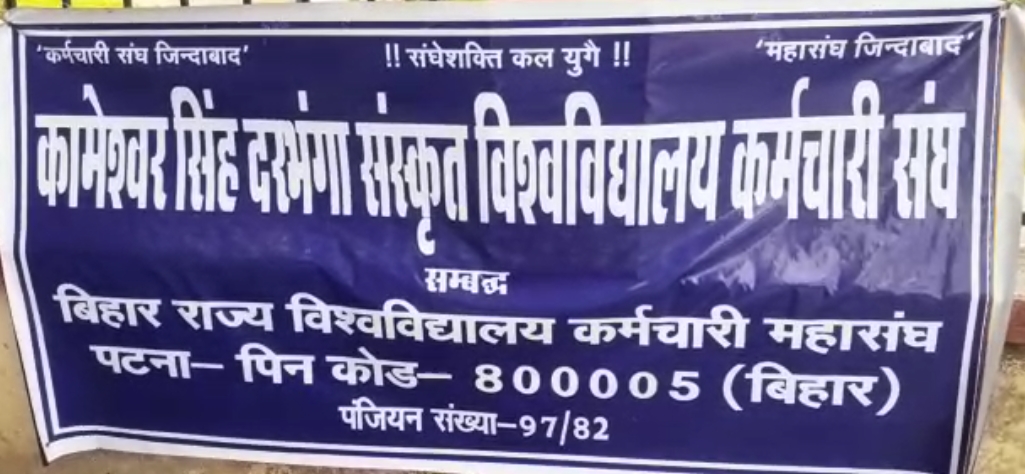 'कर्मचारी संघ जिन्दाबाद' !! संघेशक्ति कल युगै !! 'महासंघ जिन्दाबाद'
कामेश्वर सिंह दरभंगा संस्कृत विश्वविद्यालय कर्मचारी संघ
सम्बद्ध
बिहार राज्य विश्वविद्यालय कर्मचारी महासंघ
पटना– पिन कोड– 800005 (बिहार)
पंजियन संख्या–97/82